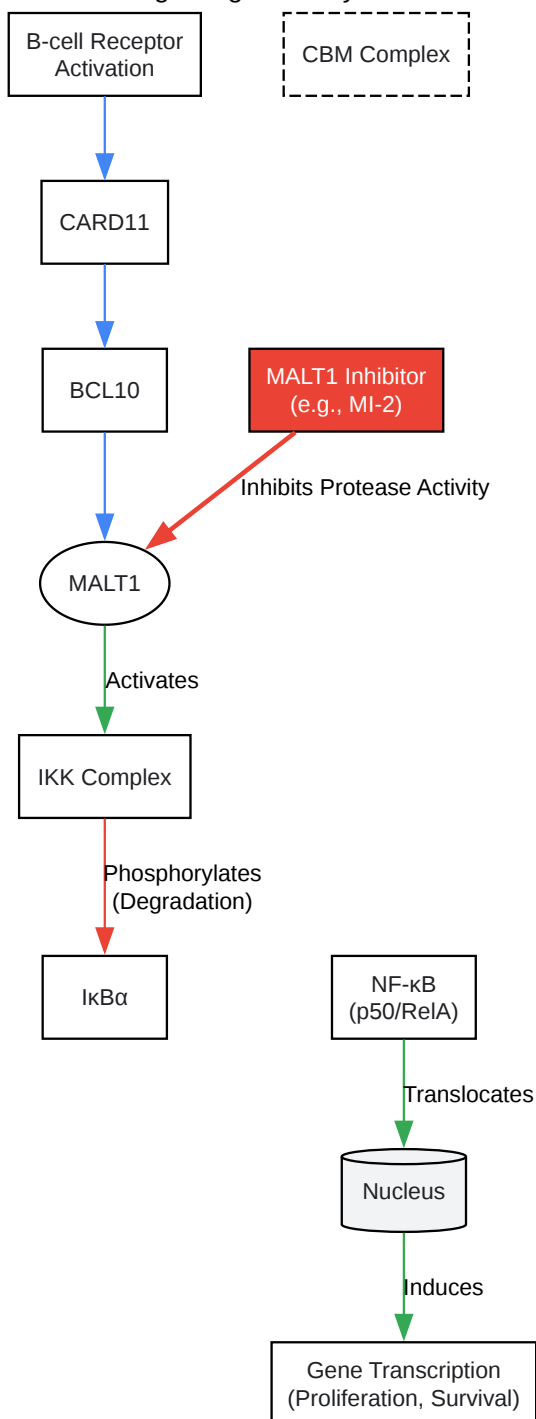 B-cell Receptor
Activation
CBM Complex
CARD11
BCL10
MALT1 Inhibitor
(e.g., MI-2)
Inhibits Protease Activity
MALT1
Activates
IKK Complex
Phosphorylates
(Degradation)
IκBα
NF-κB
(p50/RelA)
Translocates
Nucleus
Induces
Gene Transcription
(Proliferation, Survival)